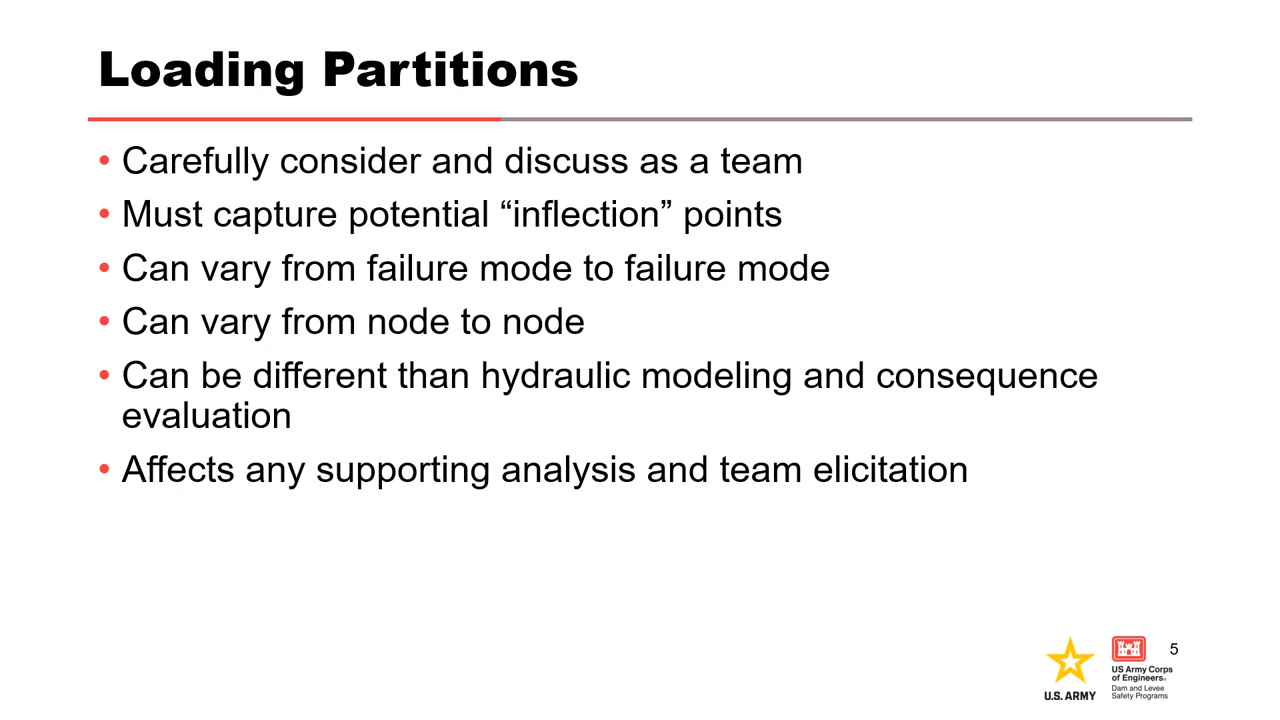 Loading Partitions
• Carefully consider and discuss as a team
• Must capture potential “inflection” points
• Can vary from failure mode to failure mode
• Can vary from node to node
• Can be different than hydraulic modeling and consequence
evaluation
• Affects any supporting analysis and team elicitation
5
U.S. ARMY
US Army Corps
of Engineers®
Dam and Levee
Safety Programs